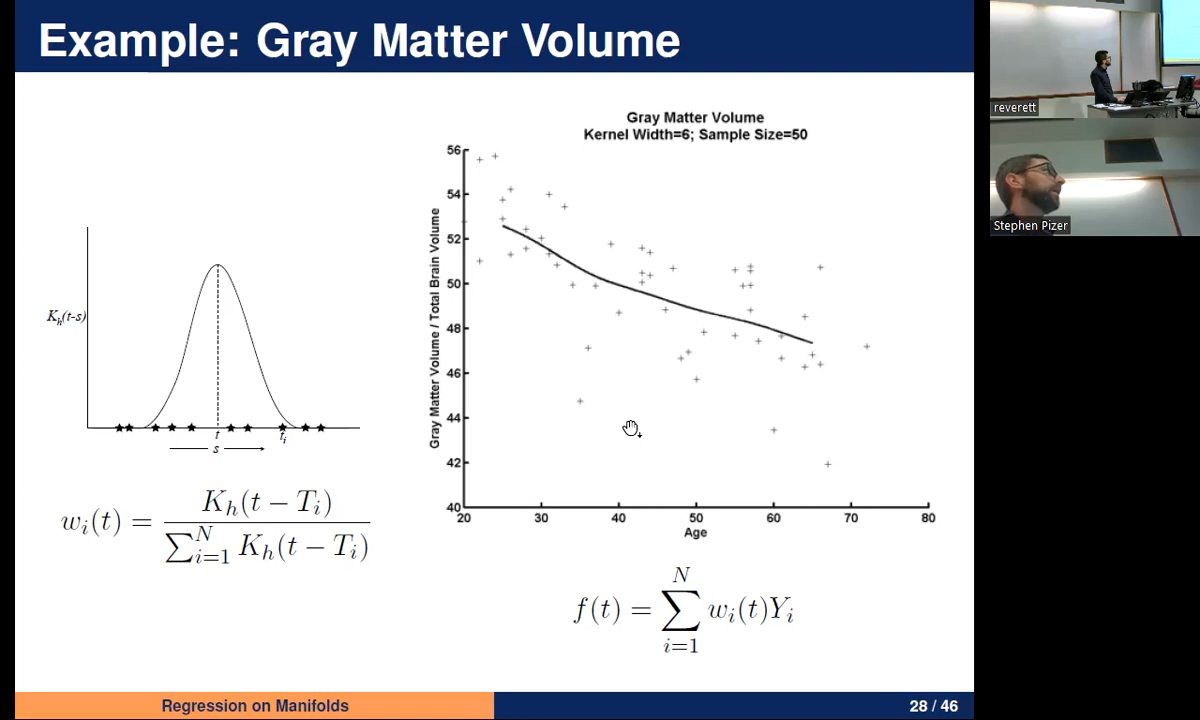 Example: Gray Matter Volume
Gray Matter Volume
Kernel Width=6; Sample Size=50
Gray Matter Volume / Total Brain Volume
56
54
52
50
48
46
44
42
40
20 30 40 50 60 70 80
Age
K_h(t-s)
t
t_i
s
w_i(t) = K_h(t − T_i) / ∑_{i=1}^{N} K_h(t − T_i)
f(t) = ∑_{i=1}^{N} w_i(t)Y_i
Regression on Manifolds
28 / 46
reverett
Stephen Pizer